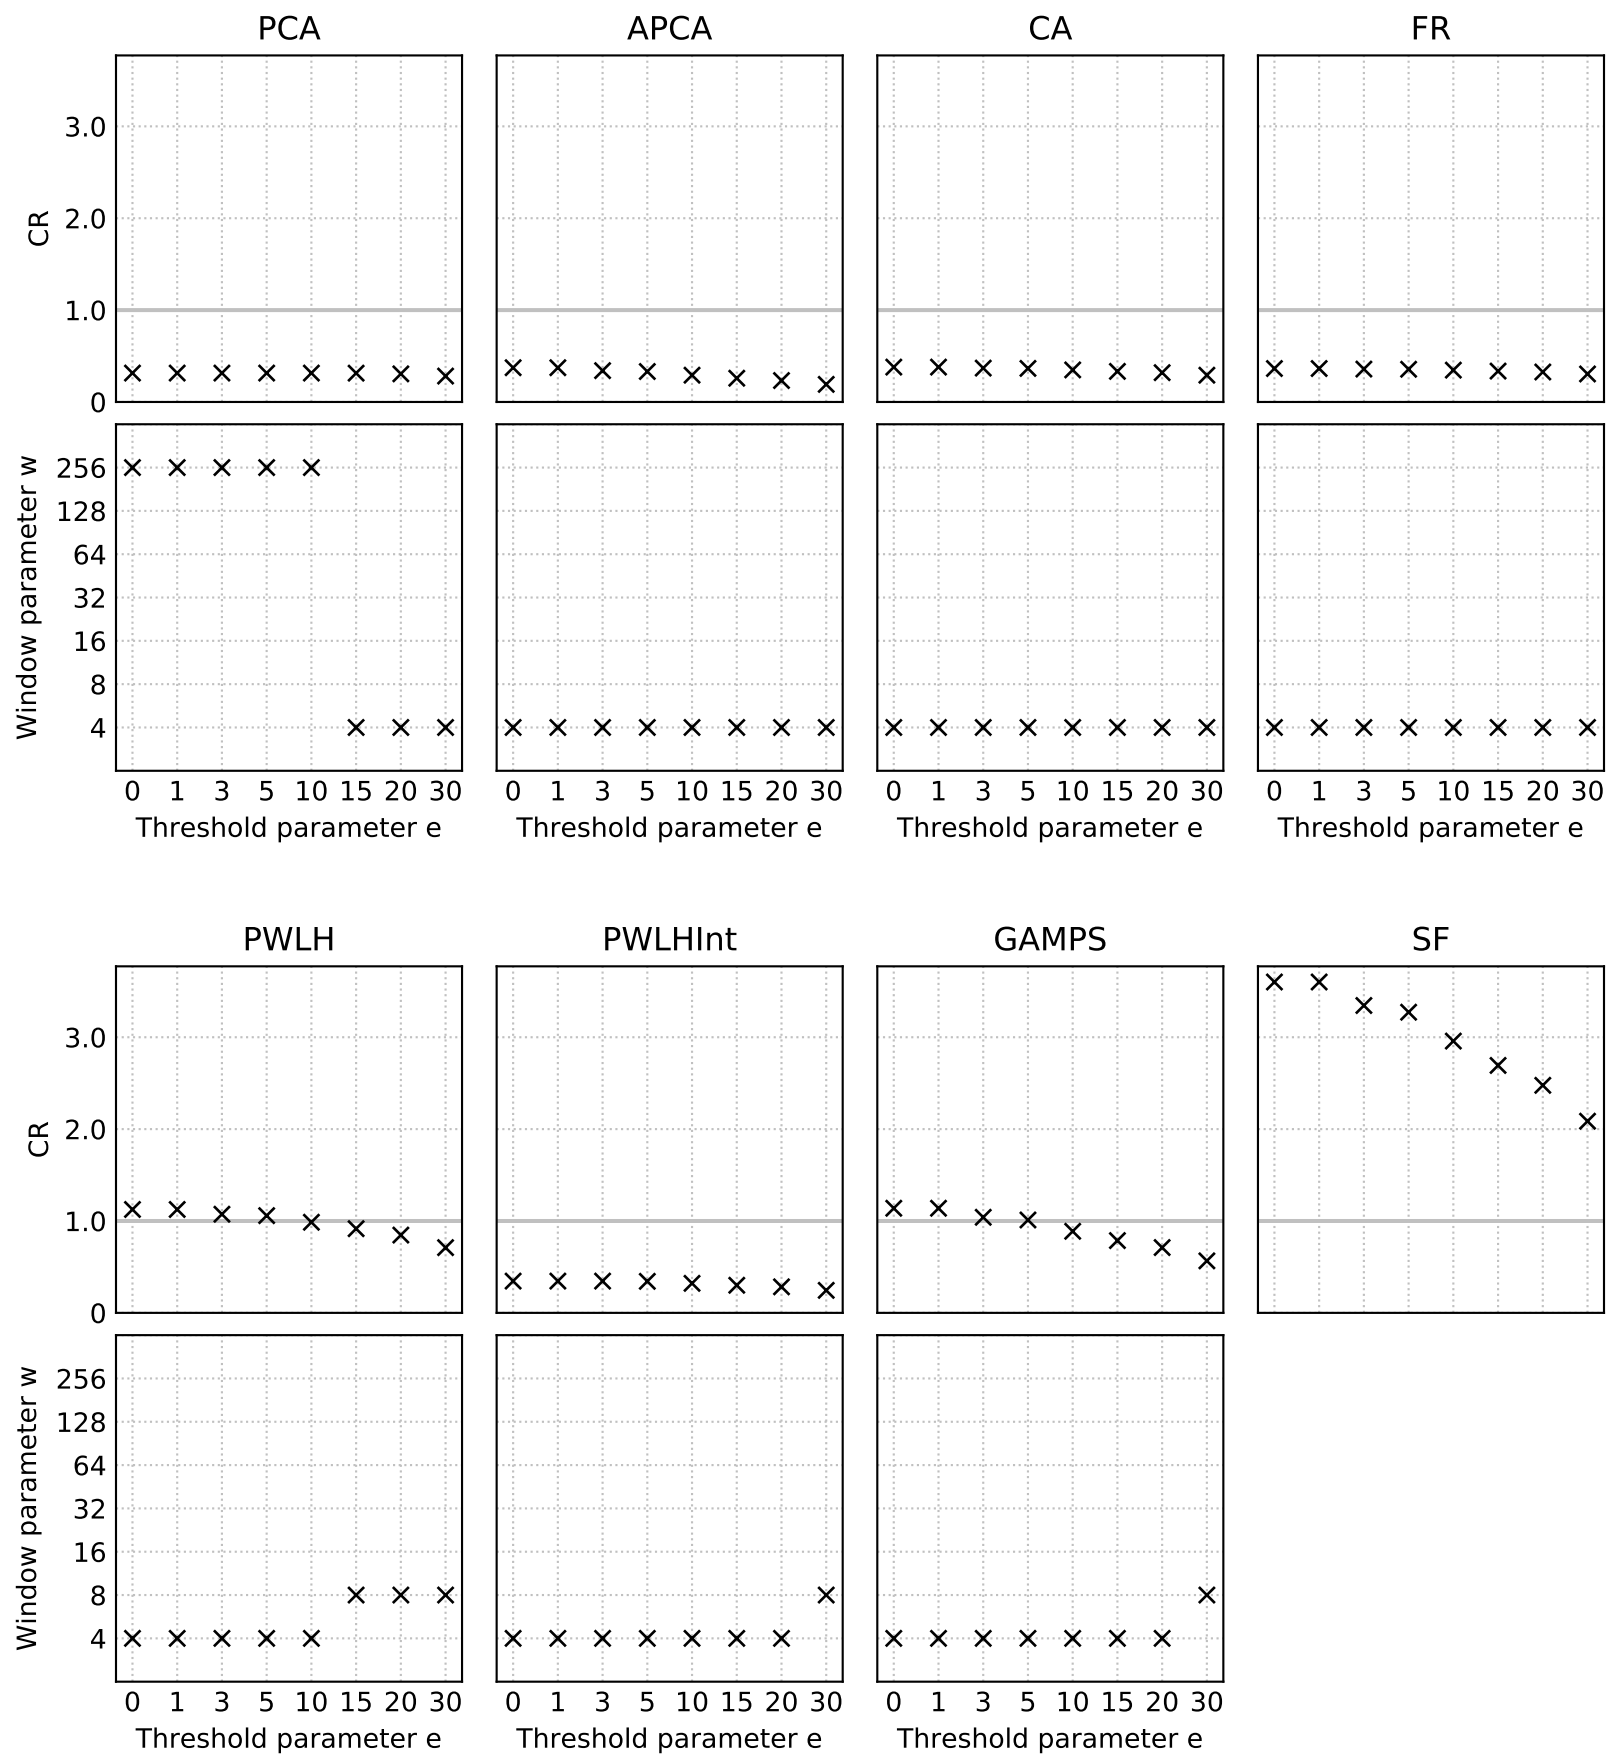 PCA APCA CA FR
CR
3.0
2.0
1.0
0
Window parameter w
256
128
64
32
16
8
4
0 1 3 5 10 15 20 30 0 1 3 5 10 15 20 30 0 1 3 5 10 15 20 30 0 1 3 5 10 15 20 30
Threshold parameter e Threshold parameter e Threshold parameter e Threshold parameter e
PWLH PWLHInt GAMPS SF
CR
3.0
2.0
1.0
0
Window parameter w
256
128
64
32
16
8
4
0 1 3 5 10 15 20 30 0 1 3 5 10 15 20 30 0 1 3 5 10 15 20 30
Threshold parameter e Threshold parameter e Threshold parameter e